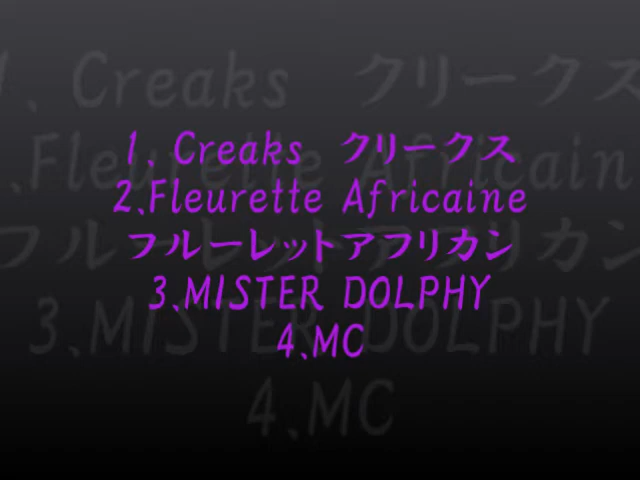 1、Creaks　クリークス
2、Fleurette Africaine
フルーレットアフリカン
3、MISTER DOLPHY
4、MC